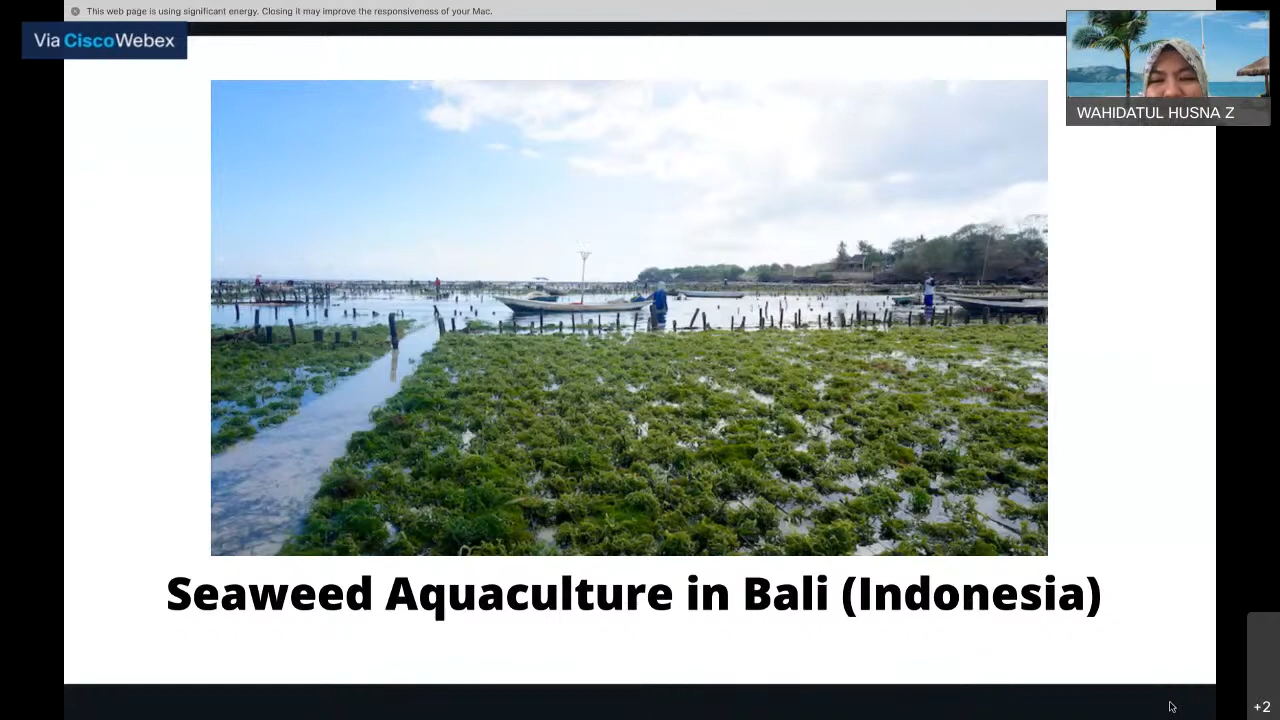 This web page is using significant energy. Closing it may improve the responsiveness of your Mac.
Via CiscoWebex
WAHIDATUL HUSNA Z
Seaweed Aquaculture in Bali (Indonesia)
+2